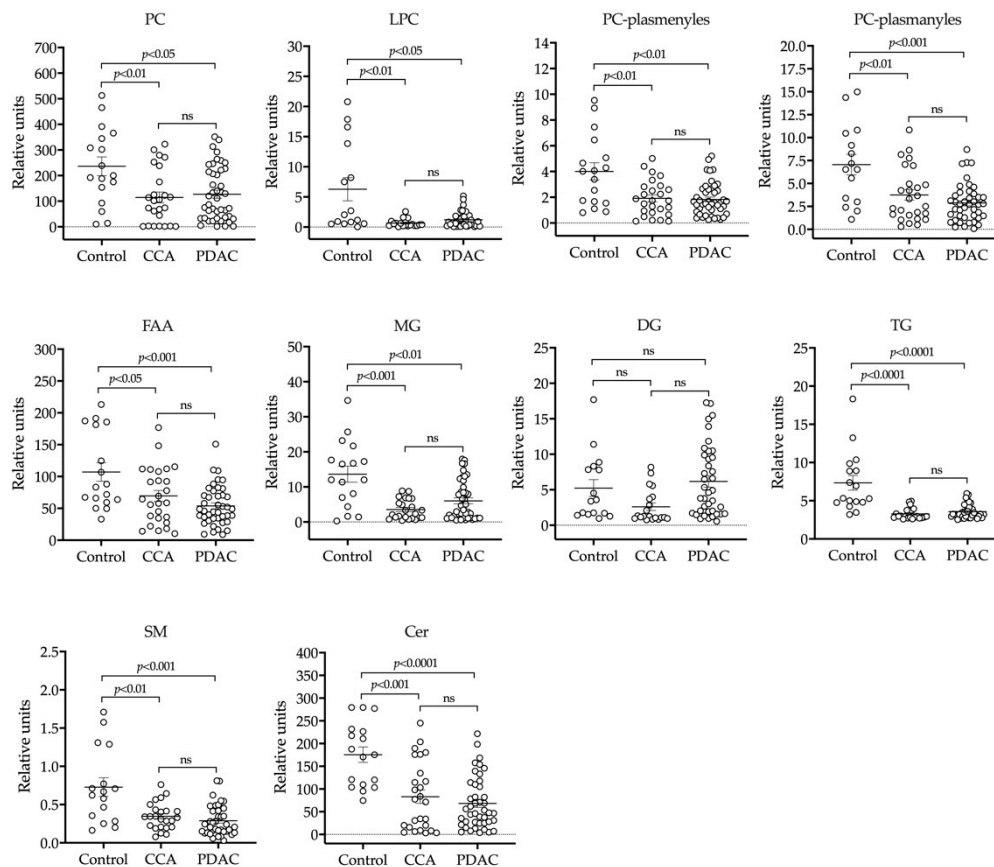 PC
Relative units
700
600
500
400
300
200
100
0
p<0.05
p<0.01
ns
Control CCA PDAC
LPC
Relative units
30
25
20
15
10
5
0
p<0.05
p<0.01
ns
Control CCA PDAC
PC-plasmenyles
Relative units
14
12
10
8
6
4
2
0
p<0.01
p<0.01
ns
Control CCA PDAC
PC-plasmanyles
Relative units
20.0
17.5
15.0
12.5
10.0
7.5
5.0
2.5
0.0
p<0.001
p<0.01
ns
Control CCA PDAC
FAA
Relative units
300
250
200
150
100
50
0
p<0.001
p<0.05
ns
Control CCA PDAC
MG
Relative units
50
40
30
20
10
0
p<0.01
p<0.001
ns
Control CCA PDAC
DG
Relative units
25
20
15
10
5
0
ns
ns
ns
Control CCA PDAC
TG
Relative units
25
20
15
10
5
0
p<0.0001
p<0.0001
ns
Control CCA PDAC
SM
Relative units
2.5
2.0
1.5
1.0
0.5
0.0
p<0.001
p<0.01
ns
Control CCA PDAC
Cer
Relative units
400
350
300
250
200
150
100
50
0
p<0.0001
p<0.001
ns
Control CCA PDAC